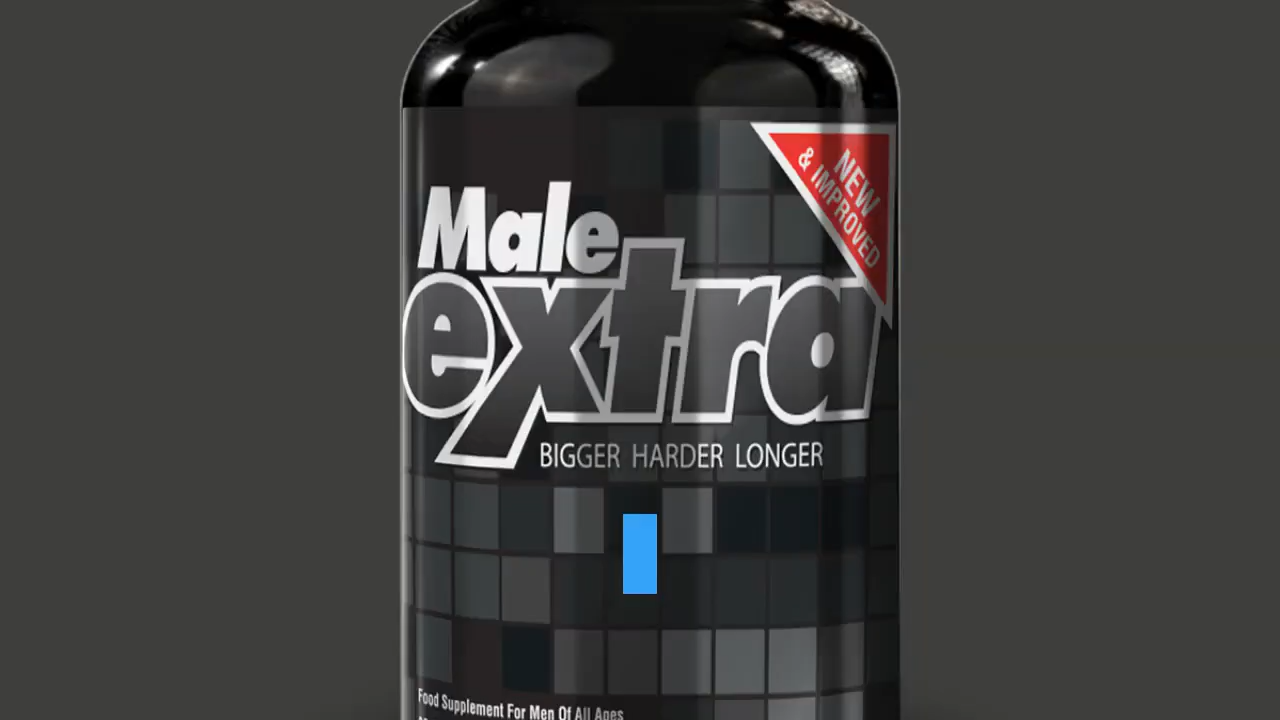 NEW
& IMPROVED
Male
extra
BIGGER HARDER LONGER
Food Supplement For Men Of All Ages